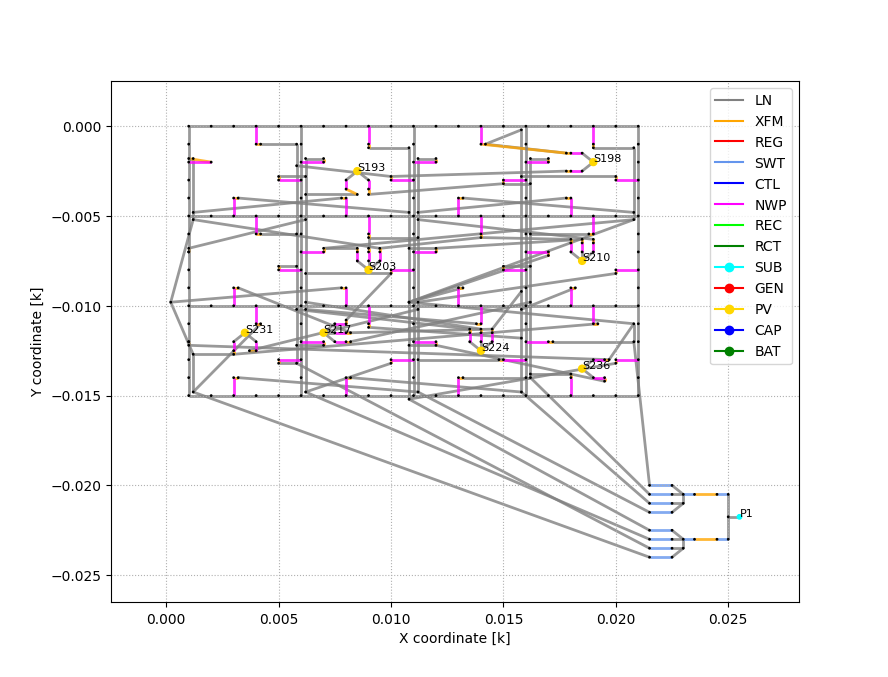 0.000
−0.005
−0.010
−0.015
−0.020
−0.025
Y coordinate [k]
0.000
0.005
0.010
0.015
0.020
0.025
X coordinate [k]
S193
S198
S203
S210
S231
S217
S224
S236
P1
LN
XFM
REG
SWT
CTL
NWP
REC
RCT
SUB
GEN
PV
CAP
BAT